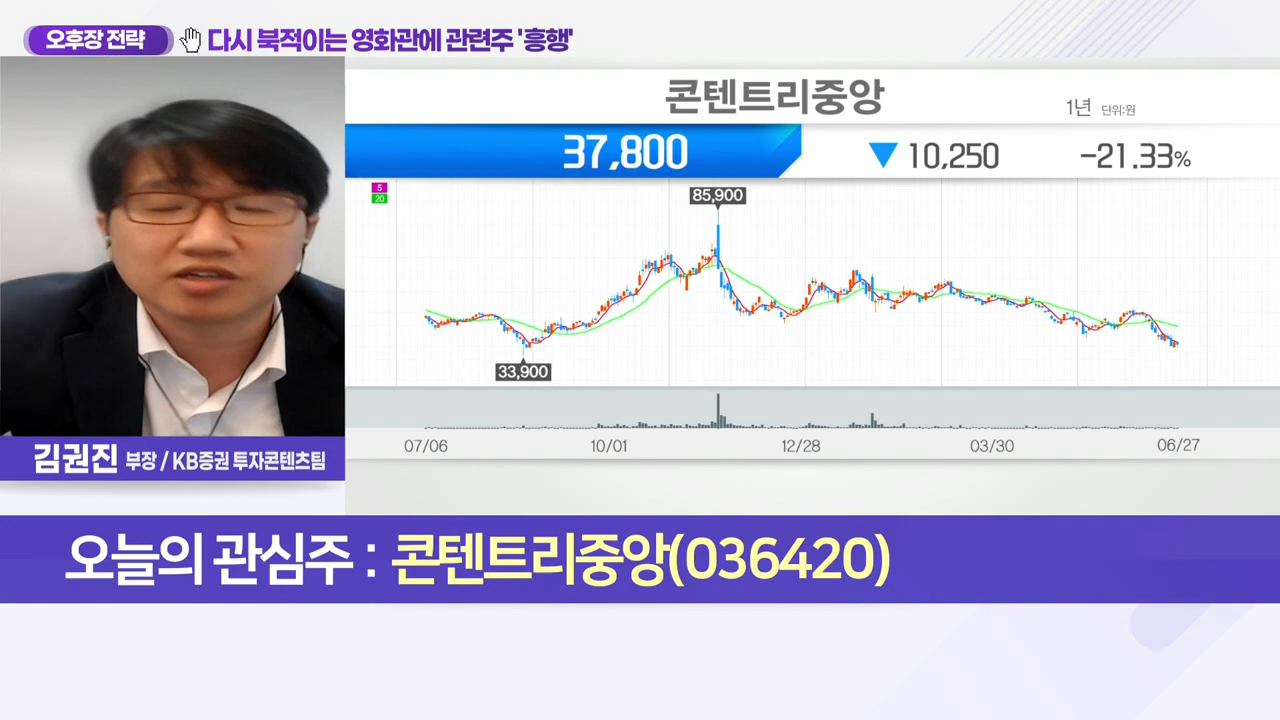 오후장 전략 다시 북적이는 영화관에 관련주 '흥행'
콘텐트리중앙
1년 단위:원
37,800 ▼ 10,250 -21.33%
5
20
85,900
33,900
07/06 10/01 12/28 03/30 06/27
김권진 부장 / KB증권 투자콘텐츠팀
오늘의 관심주 : 콘텐트리중앙(036420)